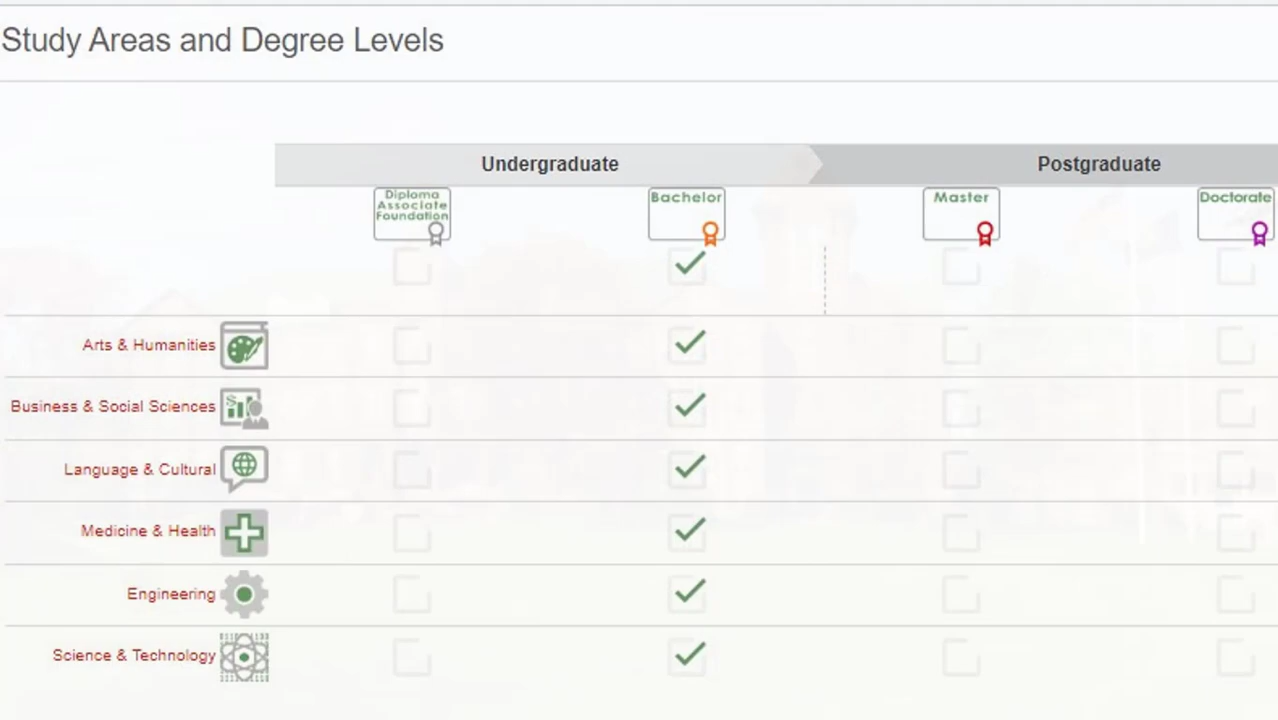 Study Areas and Degree Levels
Undergraduate
Postgraduate
Diploma
Associate
Foundation
Bachelor
Master
Doctorate
Arts & Humanities
Business & Social Sciences
Language & Cultural
Medicine & Health
Engineering
Science & Technology